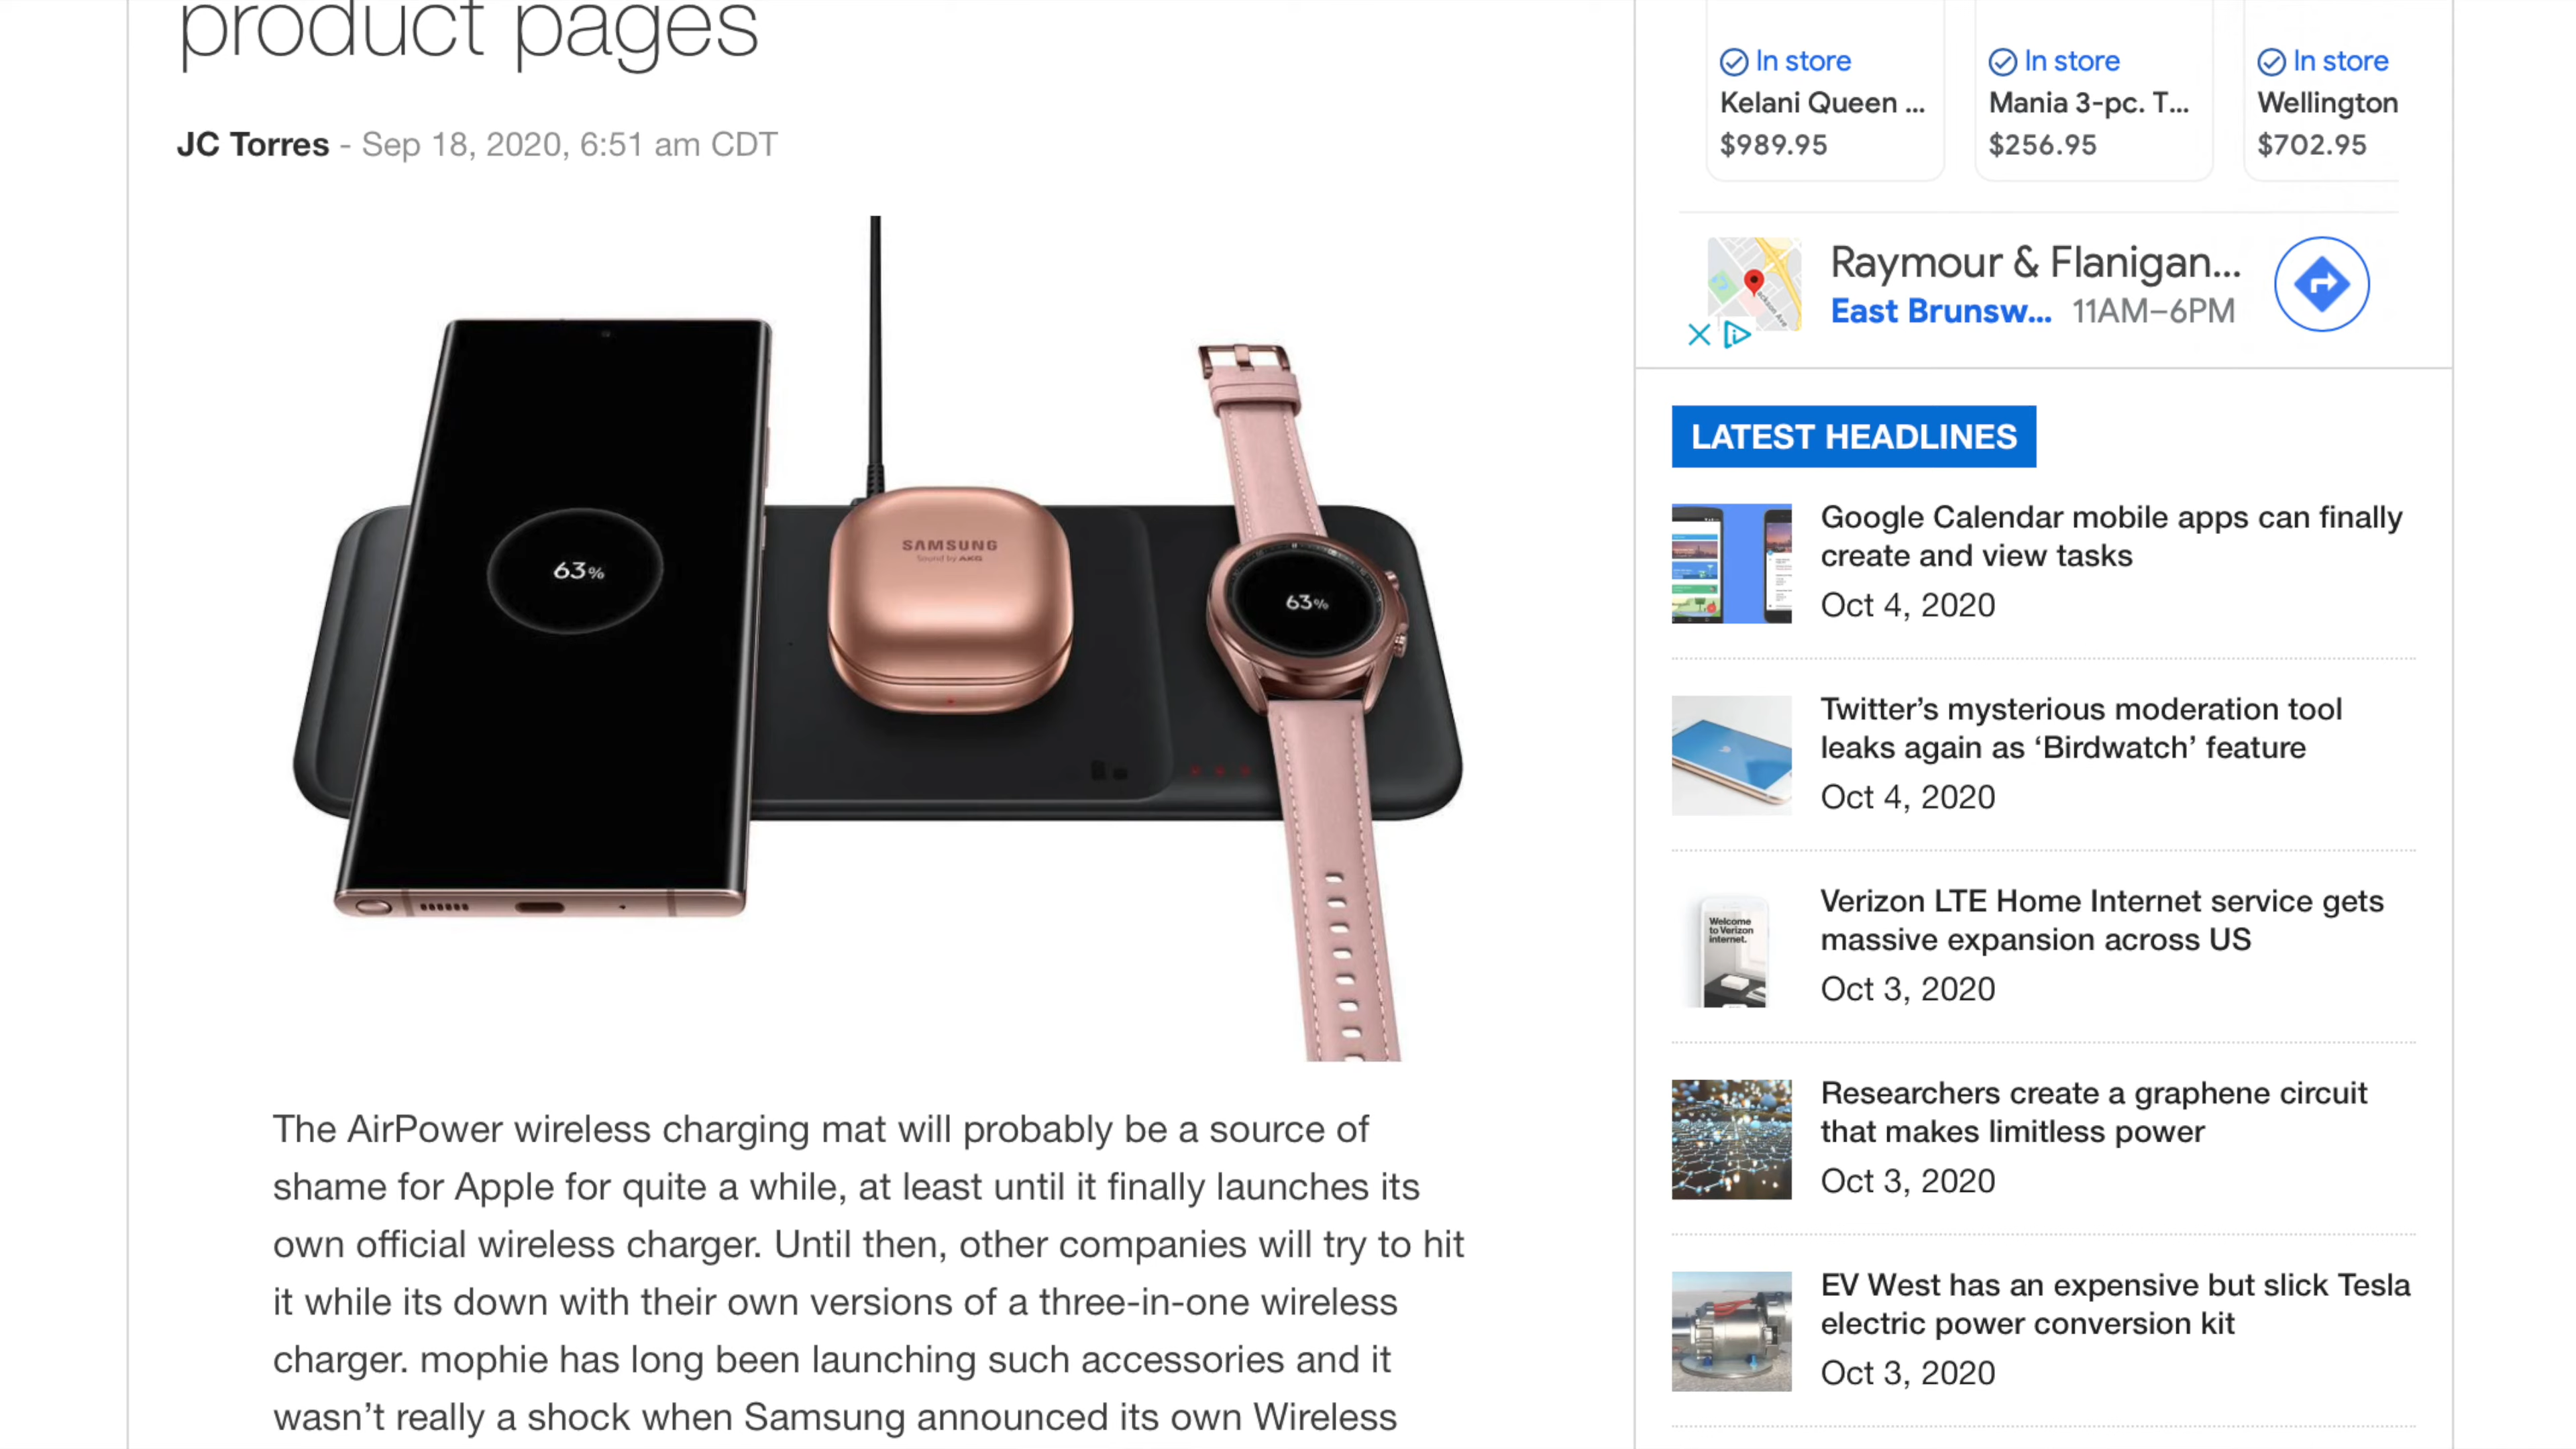 product pages
JC Torres - Sep 18, 2020, 6:51 am CDT
63%
SAMSUNG
Sound by AKG
63%
The AirPower wireless charging mat will probably be a source of
shame for Apple for quite a while, at least until it finally launches its
own official wireless charger. Until then, other companies will try to hit
it while its down with their own versions of a three-in-one wireless
charger. mophie has long been launching such accessories and it
wasn’t really a shock when Samsung announced its own Wireless
In store
Kelani Queen ...
$989.95
In store
Mania 3-pc. T...
$256.95
In store
Wellington
$702.95
Raymour & Flanigan...
East Brunsw... 11AM–6PM
LATEST HEADLINES
Google Calendar mobile apps can finally
create and view tasks
Oct 4, 2020
Twitter’s mysterious moderation tool
leaks again as ‘Birdwatch’ feature
Oct 4, 2020
Welcome
to Verizon
internet.
Verizon LTE Home Internet service gets
massive expansion across US
Oct 3, 2020
Researchers create a graphene circuit
that makes limitless power
Oct 3, 2020
EV West has an expensive but slick Tesla
electric power conversion kit
Oct 3, 2020